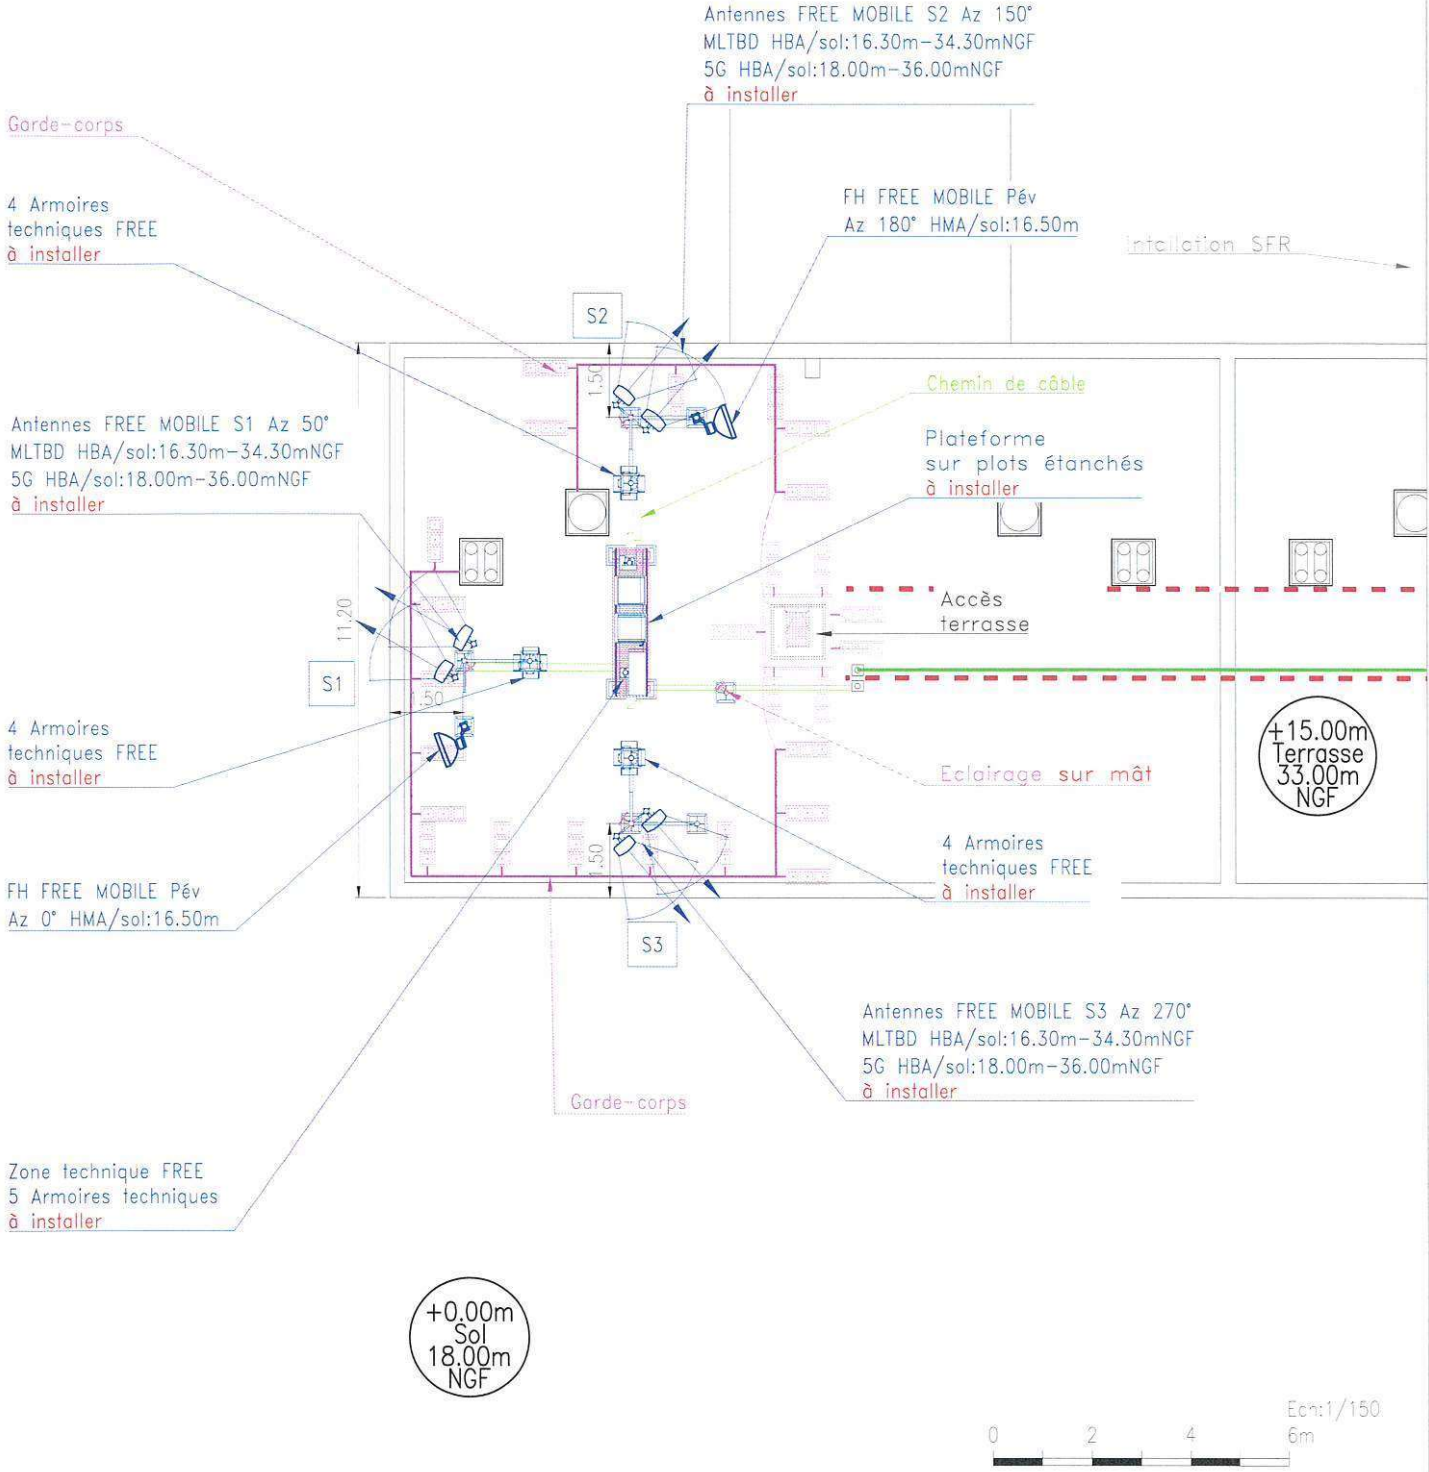 Antennes FREE MOBILE S2 Az 150°
MLTBD HBA/sol:16.30m-34.30mNGF
5G HBA/sol:18.00m-36.00mNGF
à installer
Garde-corps
4 Armoires
techniques FREE
à installer
FH FREE MOBILE Pév
Az 180° HMA/sol:16.50m
Intallation SFR
S2
1.50
Chemin de câble
Antennes FREE MOBILE S1 Az 50°
MLTBD HBA/sol:16.30m-34.30mNGF
5G HBA/sol:18.00m-36.00mNGF
à installer
Plateforme
sur plots étanchés
à installer
11.20
Accès
terrasse
S1
1.50
4 Armoires
techniques FREE
à installer
+15.00m
Terrasse
33.00m
NGF
Eclairage sur mât
1.50
4 Armoires
techniques FREE
à installer
FH FREE MOBILE Pév
Az 0° HMA/sol:16.50m
S3
Antennes FREE MOBILE S3 Az 270°
MLTBD HBA/sol:16.30m-34.30mNGF
5G HBA/sol:18.00m-36.00mNGF
à installer
Garde-corps
Zone technique FREE
5 Armoires techniques
à installer
+0.00m
Sol
18.00m
NGF
Ech:1/150
0 2 4 6m